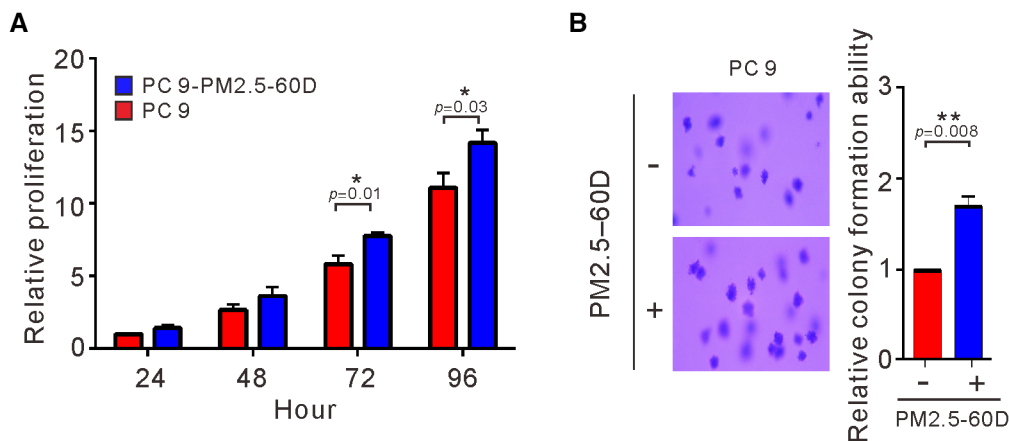 A
Relative proliferation
20
15
10
5
0
PC 9-PM2.5-60D
PC 9
*
p=0.01
*
p=0.03
24 48 72 96
Hour
B
PC 9
PM2.5–60D
-
+
Relative colony formation ability
3
2
1
0
**
p=0.008
- +
PM2.5-60D